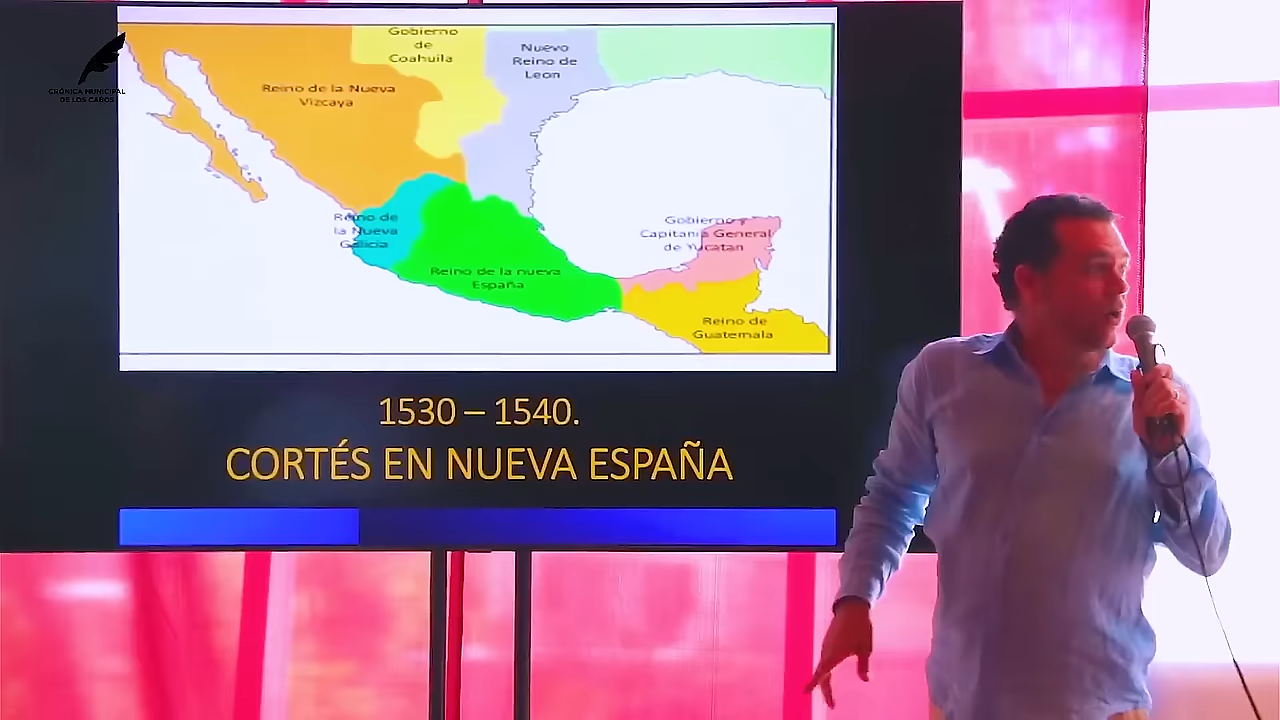 CRÓNICA MUNICIPAL
DE LOS CABOS
Gobierno
de
Coahuila
Nuevo
Reino de
Leon
Reino de la Nueva
Vizcaya
Reino de
la Nueva
Galicia
Reino de la nueva
España
Gobierno y
Capitania General
de Yucatan
Reino de
Guatemala
1530 – 1540.
CORTÉS EN NUEVA ESPAÑA